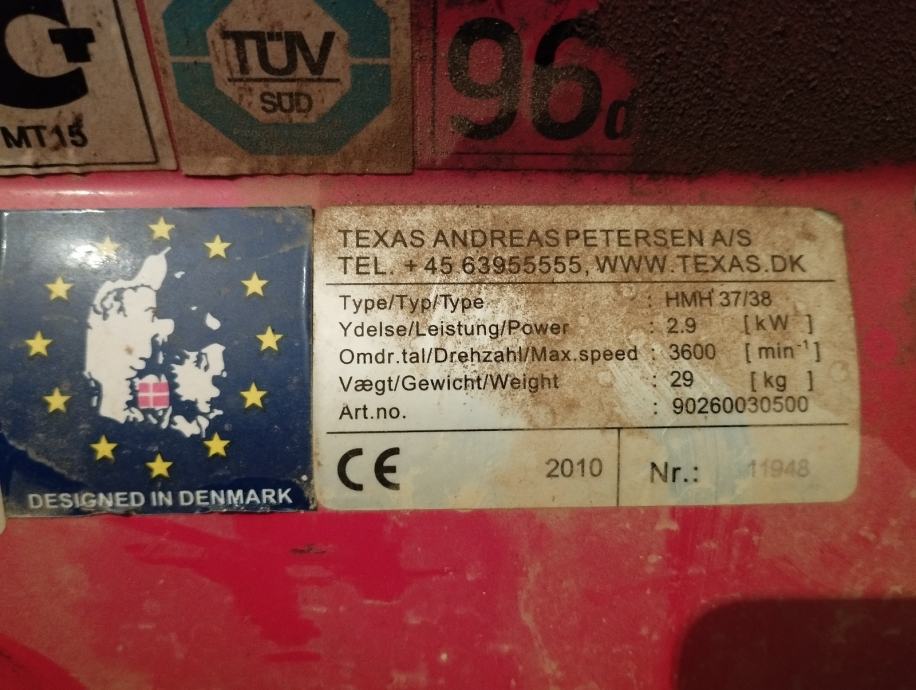 MT15
TÜV
SÜD
96
TEXAS ANDREAS PETERSEN A/S
TEL. +45 63955555, WWW.TEXAS.DK
Type/Typ/Type : HMH 37/38
Ydelse/Leistung/Power : 2.9 [kW ]
Omdr.tal/Drehzahl/Max.speed : 3600 [ min⁻¹]
Vægt/Gewicht/Weight : 29 [ kg ]
Art.no. : 90260030500
CE 2010 Nr.: 11948
DESIGNED IN DENMARK